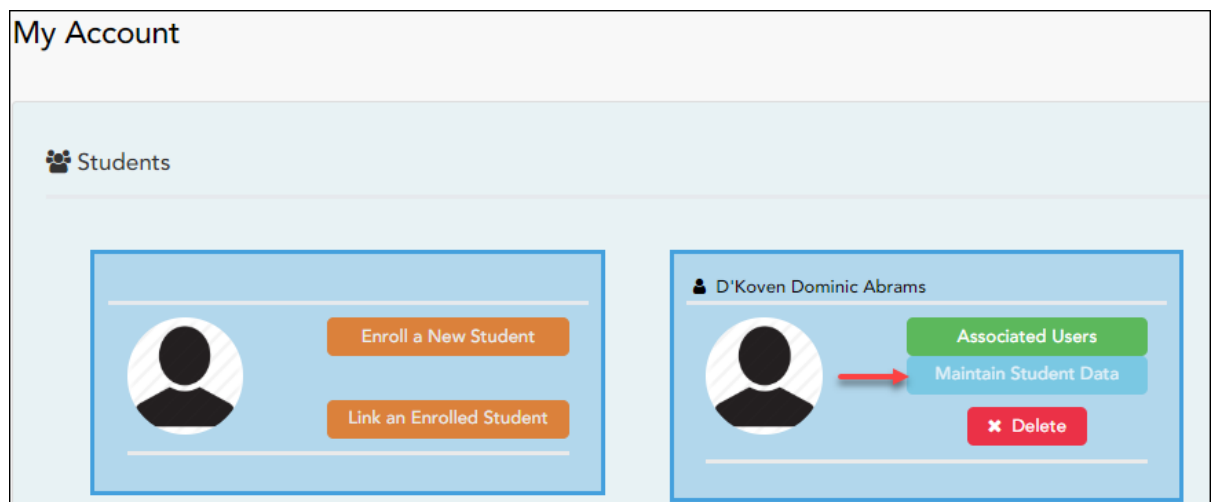 My Account
Students
Enroll a New Student
Link an Enrolled Student
D'Koven Dominic Abrams
Associated Users
Maintain Student Data
Delete